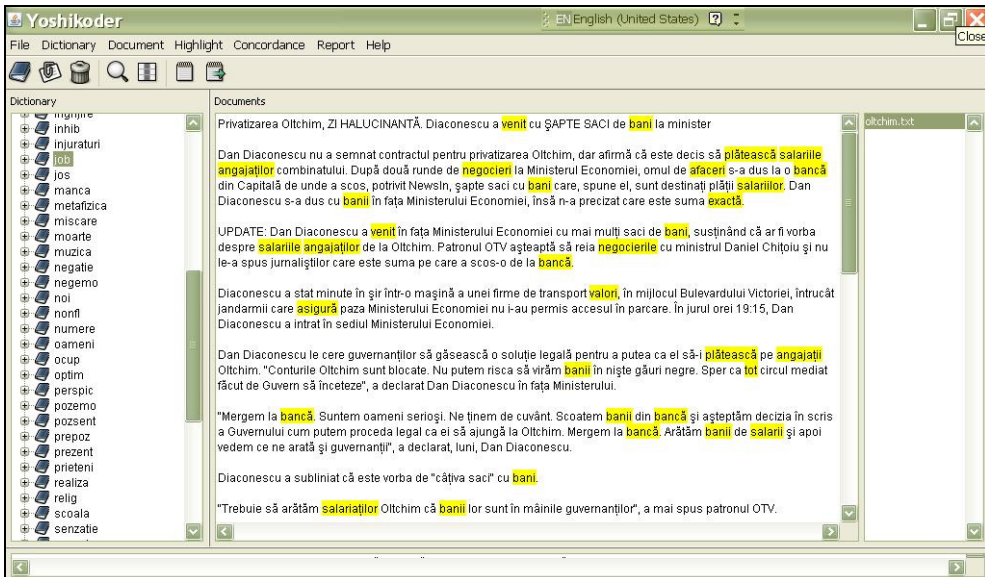 Yoshikoder
EN English (United States)
Close
File Dictionary Document Highlight Concordance Report Help
Dictionary
Documents
ingrijire
inhib
injuraturi
job
jos
manca
metafizica
miscare
moarte
muzica
negatie
negemo
noi
nonfl
numere
oameni
ocup
optim
perspic
pozemo
pozsent
prepoz
prezent
prieteni
realiza
relig
scoala
senzatie
Privatizarea Oltchim, ZI HALUCINANTĂ. Diaconescu a venit cu ŞAPTE SACI de bani la minister
Dan Diaconescu nu a semnat contractul pentru privatizarea Oltchim, dar afirmă că este decis să plătească salariile
angajaţilor combinatului. După două runde de negocieri la Ministerul Economiei, omul de afaceri s-a dus la o bancă
din Capitală de unde a scos, potrivit NewsIn, şapte saci cu bani care, spune el, sunt destinaţi plăţii salariilor. Dan
Diaconescu s-a dus cu banii în faţa Ministerului Economiei, însă n-a precizat care este suma exactă.
UPDATE: Dan Diaconescu a venit în faţa Ministerului Economiei cu mai mulţi saci de bani, susţinând că ar fi vorba
despre salariile angajaţilor de la Oltchim. Patronul OTV aşteaptă să reia negocierile cu ministrul Daniel Chiţoiu şi nu
le-a spus jurnaliştilor care este suma pe care a scos-o de la bancă.
Diaconescu a stat minute în şir într-o maşină a unei firme de transport valori, în mijlocul Bulevardului Victoriei, întrucât
jandarmii care asigură paza Ministerului Economiei nu i-au permis accesul în parcare. În jurul orei 19:15, Dan
Diaconescu a intrat în sediul Ministerului Economiei.
Dan Diaconescu le cere guvernanţilor să găsească o soluţie legală pentru a putea ca el să-i plătească pe angajaţii
Oltchim. "Conturile sunt blocate. Nu putem risca să virăm banii în nişte găuri negre. Sper ca tot circul mediat
făcut de Guvern să înceteze", a declarat Dan Diaconescu în faţa Ministerului.
"Mergem la bancă. Suntem oameni serioşi. Ne ţinem de cuvânt. Scoatem banii din bancă şi aşteptăm decizia în scris
a Guvernului cum putem proceda legal ca ei să ajungă la Oltchim. Mergem la bancă. Arătăm banii de salarii şi apoi
vedem ce ne arată şi guvernanţii", a declarat, luni, Dan Diaconescu.
Diaconescu a subliniat că este vorba de "câţiva saci" cu bani.
"Trebuie să arătăm salariaţilor Oltchim că banii lor sunt în mâinile guvernanţilor", a mai spus patronul OTV.
oltchim.txt